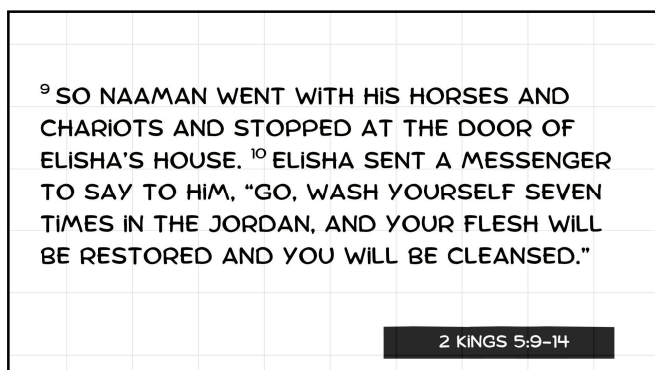 ⁹ SO NAAMAN WENT WiTH HiS HORSES AND
CHARiOTS AND STOPPED AT THE DOOR OF
ELiSHA’S HOUSE. ¹⁰ ELiSHA SENT A MESSENGER
TO SAY TO HiM, “GO, WASH YOURSELF SEVEN
TiMES iN THE JORDAN, AND YOUR FLESH WiLL
BE RESTORED AND YOU WiLL BE CLEANSED.”
2 KiNGS 5:9–14